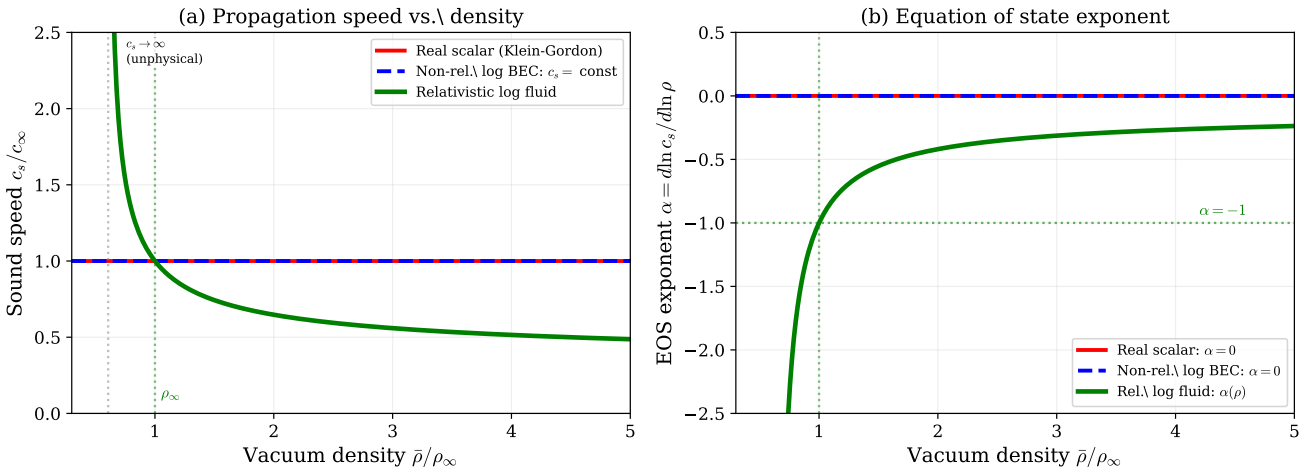 (a) Propagation speed vs.\ density
2.5
2.0
1.5
1.0
0.5
0.0
Sound speed c_s/c_∞
c_s → ∞
(unphysical)
Real scalar (Klein-Gordon)
Non-rel.\ log BEC: c_s = const
Relativistic log fluid
ρ_∞
1
2
3
4
5
Vacuum density ρ̄/ρ_∞
(b) Equation of state exponent
0.5
0.0
−0.5
−1.0
−1.5
−2.0
−2.5
EOS exponent α = d ln c_s/d ln ρ
α = −1
Real scalar: α = 0
Non-rel.\ log BEC: α = 0
Rel.\ log fluid: α(ρ)
1
2
3
4
5
Vacuum density ρ̄/ρ_∞